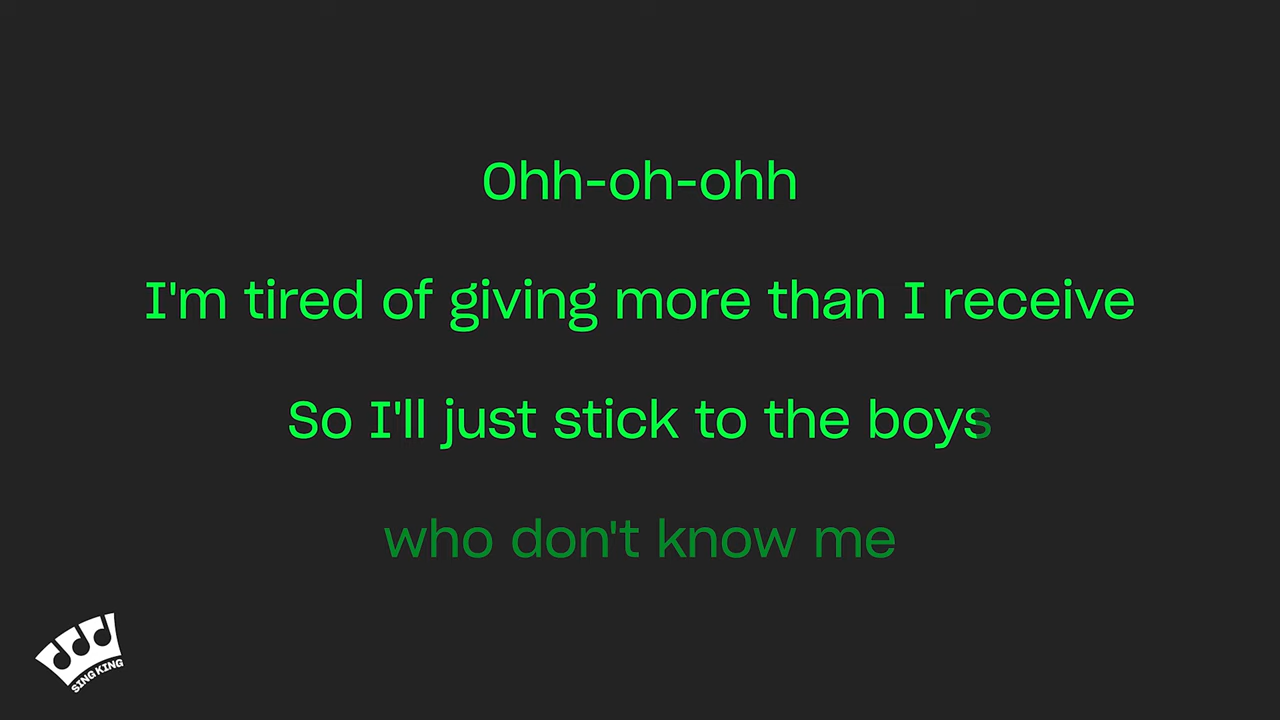 Ohh-oh-ohh
I'm tired of giving more than I receive
So I'll just stick to the boys
who don't know me
SING KING